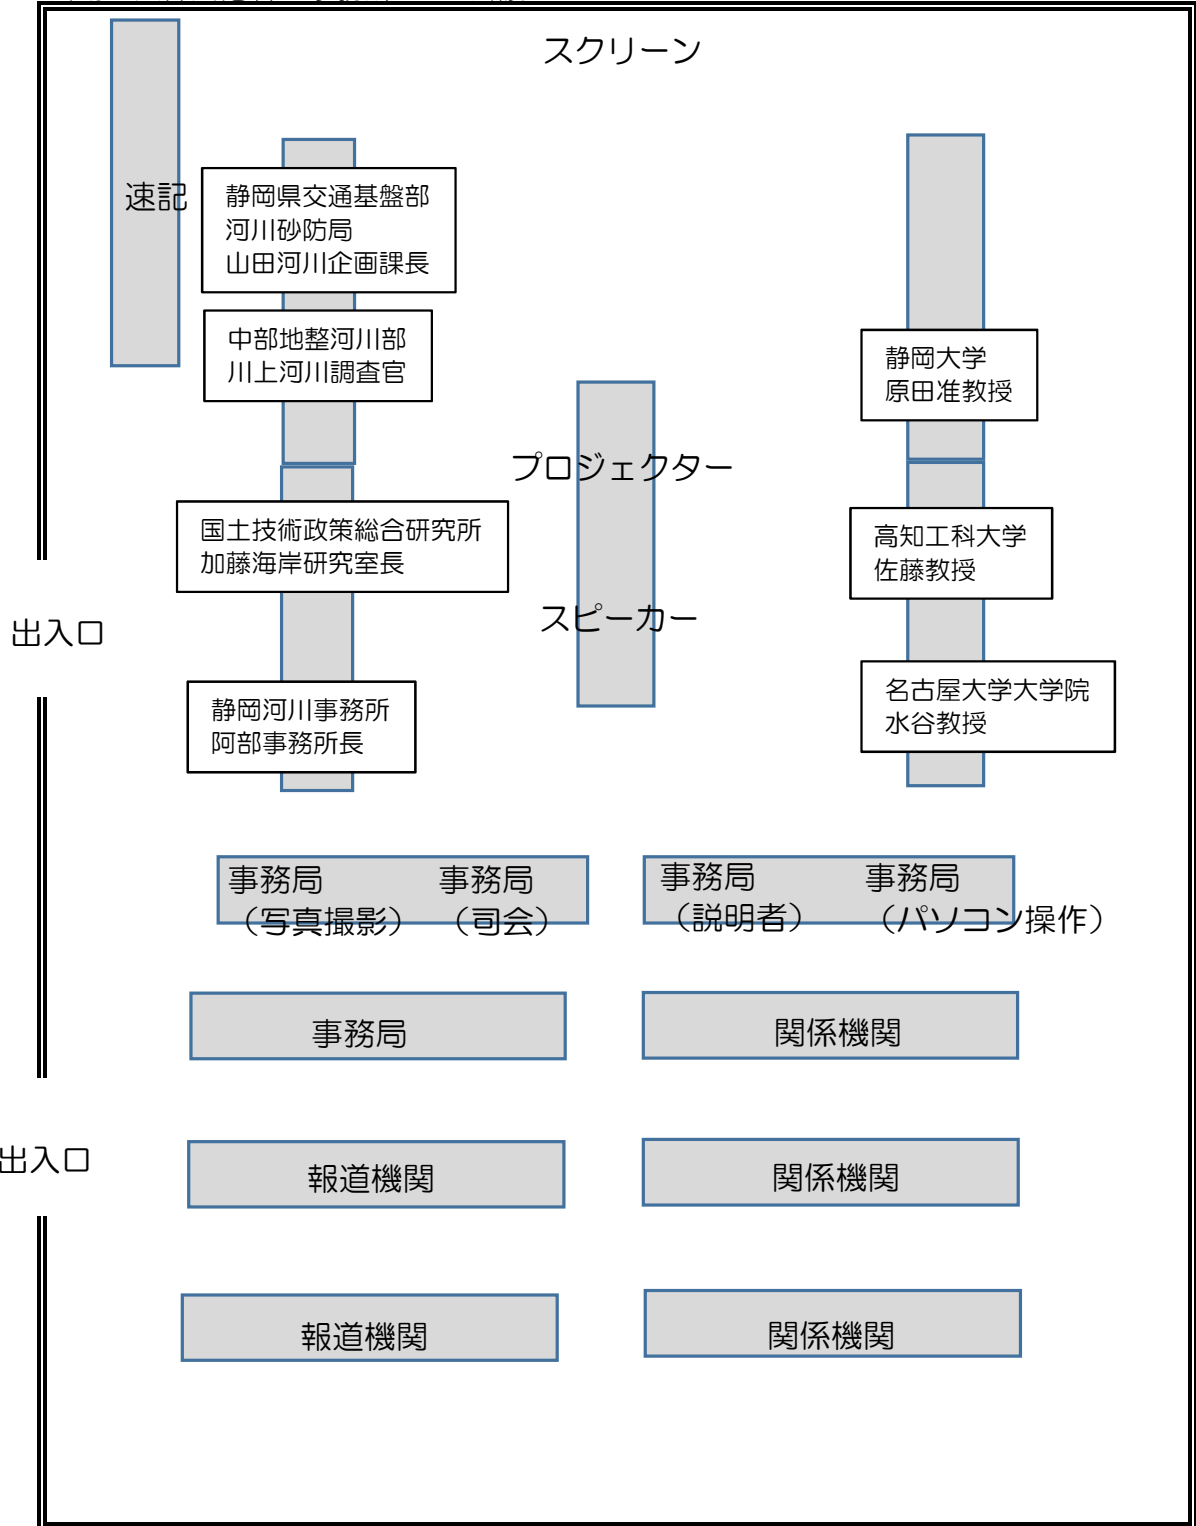 スクリーン
速記
静岡県交通基盤部
河川砂防局
山田河川企画課長
中部地整河川部
川上河川調査官
静岡大学
原田准教授
プロジェクター
国土技術政策総合研究所
加藤海岸研究室長
高知工科大学
佐藤教授
スピーカー
出入口
静岡河川事務所
阿部事務所長
名古屋大学大学院
水谷教授
事務局
（写真撮影）
事務局
（司会）
事務局
（説明者）
事務局
（パソコン操作）
事務局
関係機関
出入口
報道機関
関係機関
報道機関
関係機関